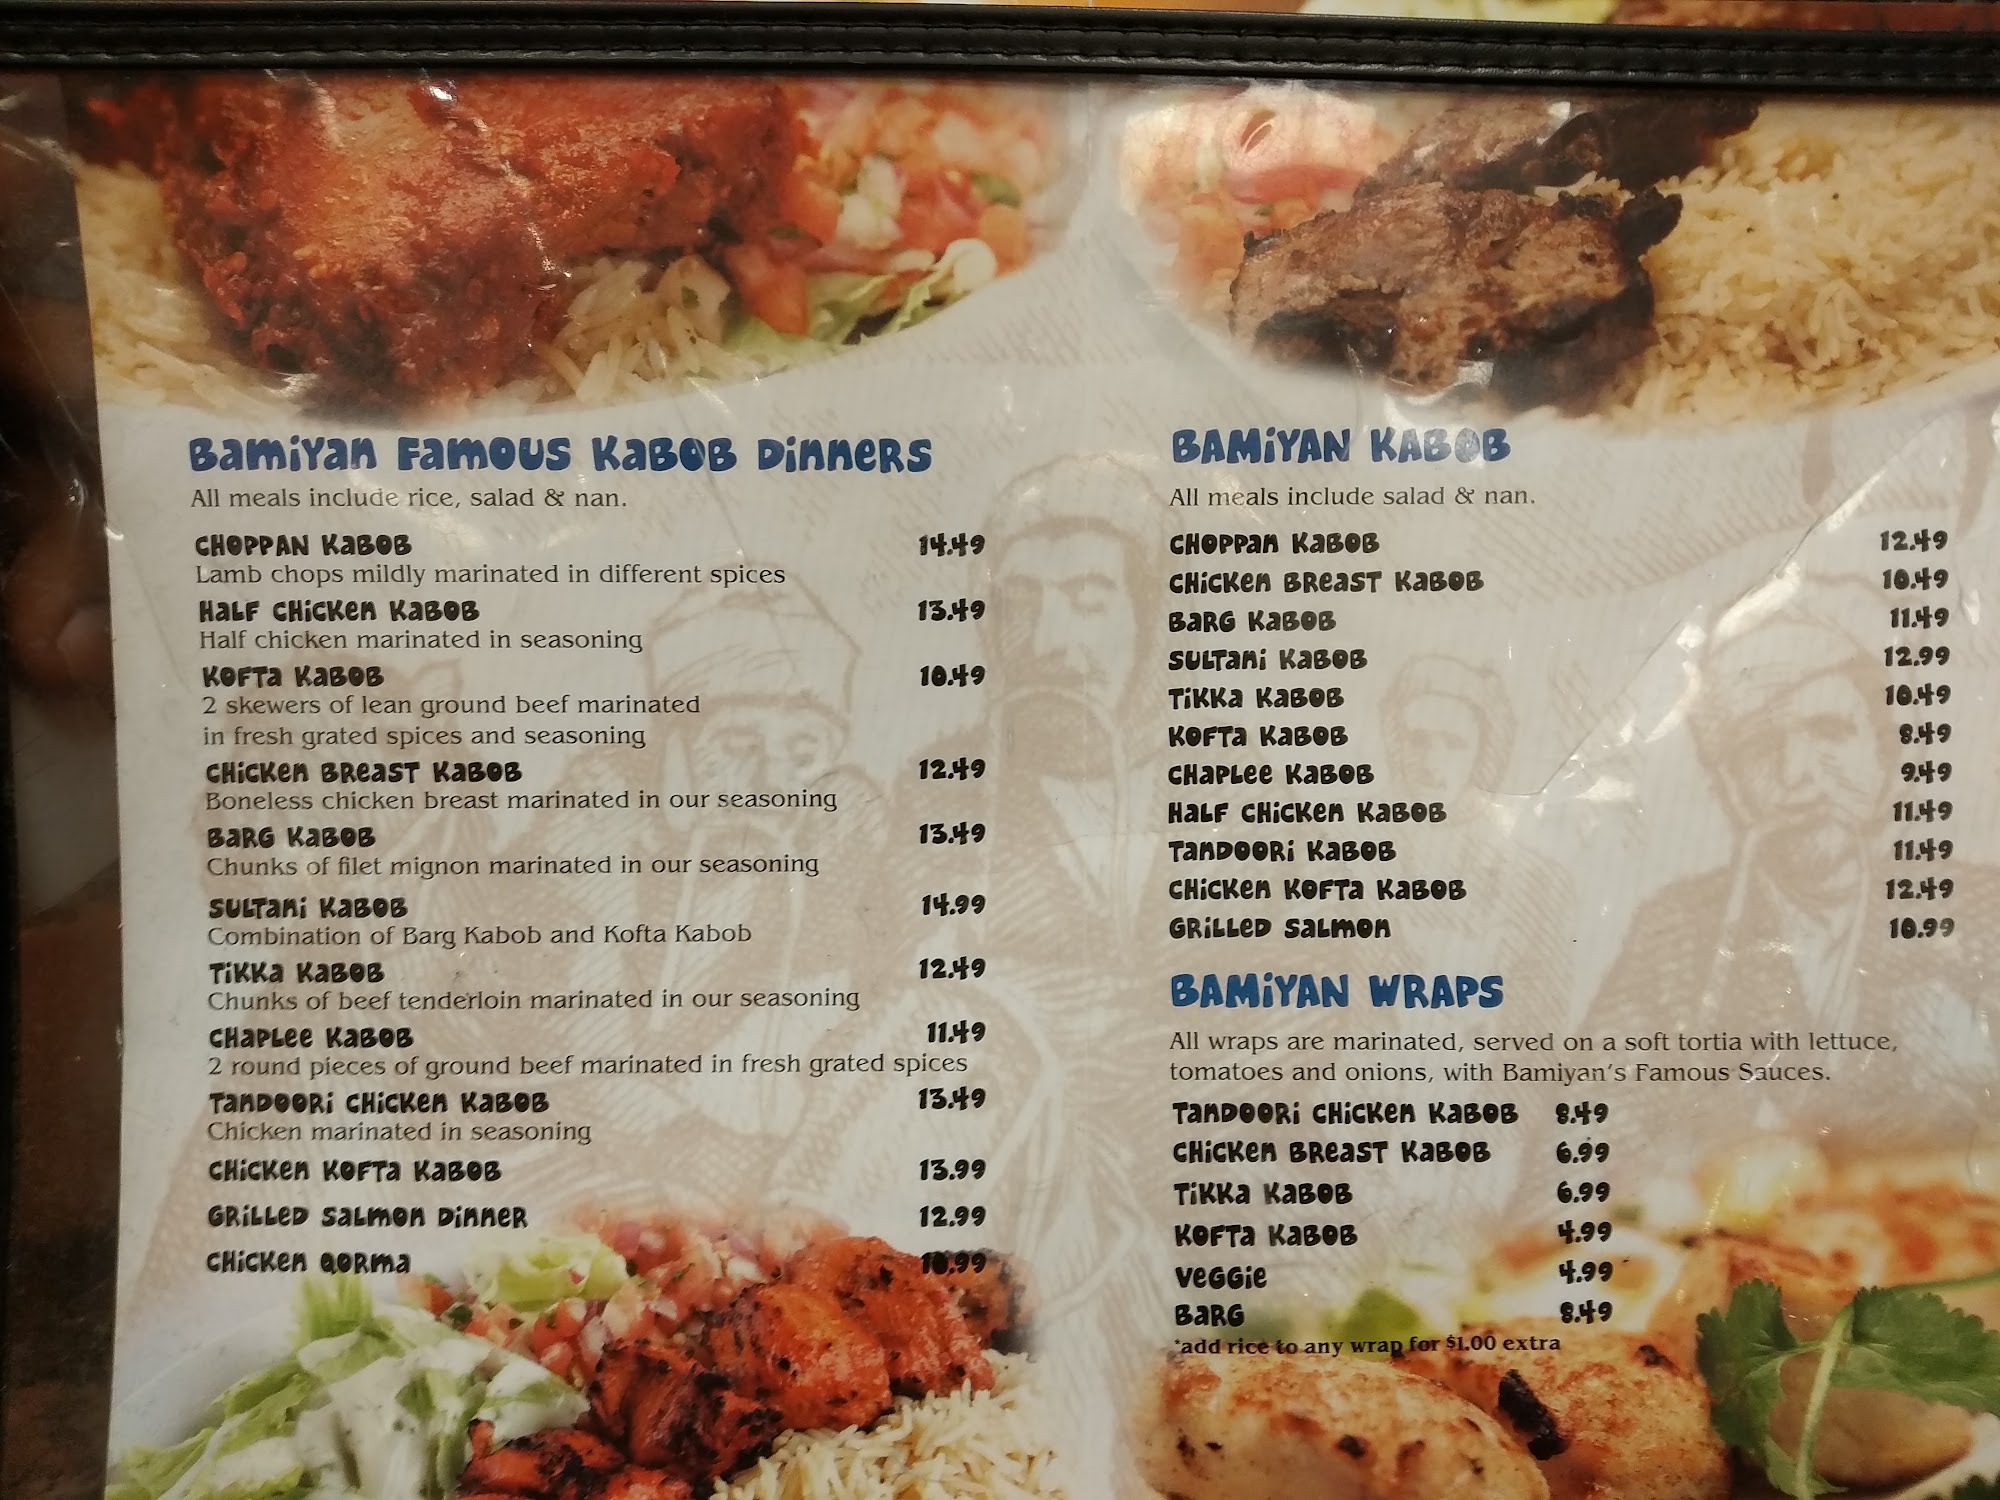 Bamiyan Famous Kabob Dinners
All meals include rice, salad & nan.
Choppan Kabob 14.49
Lamb chops mildly marinated in different spices
Half Chicken Kabob 13.49
Half chicken marinated in seasoning
Kofta Kabob 10.49
2 skewers of lean ground beef marinated
in fresh grated spices and seasoning
Chicken Breast Kabob 12.49
Boneless chicken breast marinated in our seasoning
Barg Kabob 13.49
Chunks of filet mignon marinated in our seasoning
Sultani Kabob 14.99
Combination of Barg Kabob and Kofta Kabob
Tikka Kabob 12.49
Chunks of beef tenderloin marinated in our seasoning
Chaplee Kabob 11.49
2 round pieces of ground beef marinated in fresh grated spices
Tandoori Chicken Kabob 13.49
Chicken marinated in seasoning
Chicken Kofta Kabob 13.99
Grilled Salmon Dinner 12.99
Chicken Qorma 10.99
BAMIYAN KABOB
All meals include salad & nan.
Choppan Kabob 12.49
Chicken Breast Kabob 10.49
Barg Kabob 11.49
Sultani Kabob 12.99
Tikka Kabob 10.49
Kofta Kabob 8.49
Chaplee Kabob 9.49
Half Chicken Kabob 11.49
Tandoori Kabob 11.49
Chicken Kofta Kabob 12.49
Grilled Salmon 10.99
BAMIYAN WRAPS
All wraps are marinated, served on a soft tortia with lettuce,
tomatoes and onions, with Bamiyan's Famous Sauces.
Tandoori Chicken Kabob 8.49
Chicken Breast Kabob 6.99
Tikka Kabob 6.99
Kofta Kabob 4.99
Veggie 4.99
Barg 8.49
*add rice to any wrap for $1.00 extra